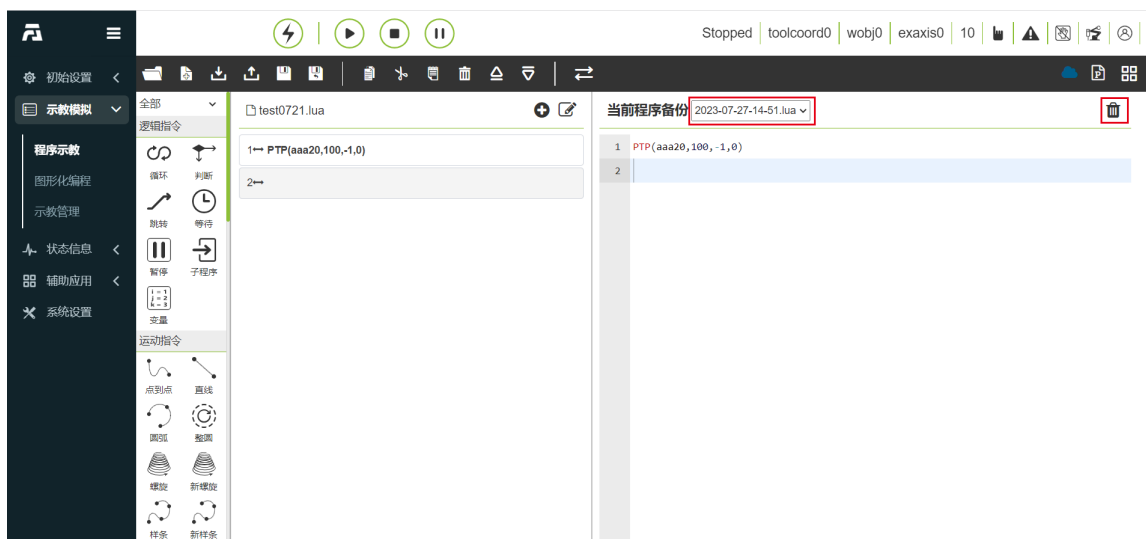 Stopped toolcoord0 wobj0 exaxis0 10
初始设置
示教模拟
程序示教
图形化编程
示教管理
状态信息
辅助应用
系统设置
全部
逻辑指令
循环 判断
跳转 等待
暂停 子程序
i = 1
j = 2
k = 3
变量
运动指令
点到点 直线
圆弧 整圆
螺旋 新螺旋
样条 新样条
test0721.lua
1 PTP(aaa20,100,-1,0)
2
当前程序备份 2023-07-27-14-51.lua
1 PTP(aaa20,100,-1,0)
2